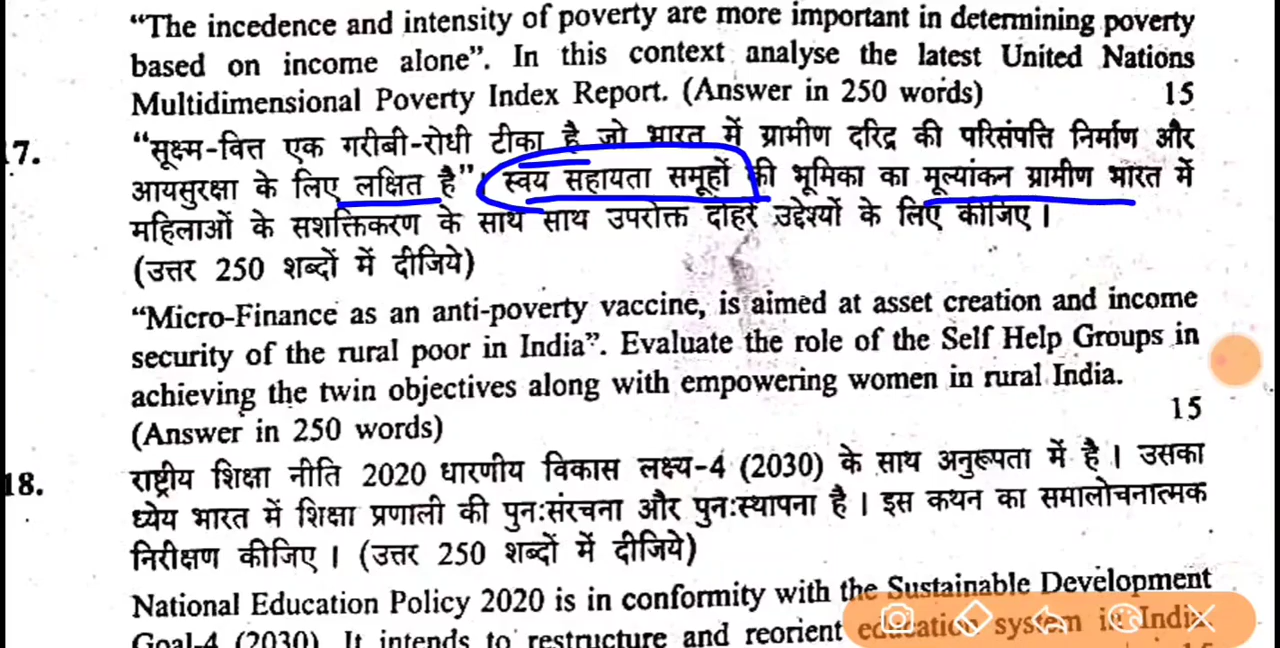 “The incedence and intensity of poverty are more important in determining poverty
based on income alone”. In this context analyse the latest United Nations
Multidimensional Poverty Index Report. (Answer in 250 words) 15
17. “सूक्ष्म-वित्त एक गरीबी-रोधी टीका है जो भारत में ग्रामीण दरिद्र की परिसंपत्ति निर्माण और
आयसुरक्षा के लिए लक्षित है”। स्वयं सहायता समूहों की भूमिका का मूल्यांकन ग्रामीण भारत में
महिलाओं के सशक्तिकरण के साथ साथ उपरोक्त दोहरे उद्देश्यों के लिए कीजिए।
(उत्तर 250 शब्दों में दीजिये)
“Micro-Finance as an anti-poverty vaccine, is aimed at asset creation and income
security of the rural poor in India”. Evaluate the role of the Self Help Groups in
achieving the twin objectives along with empowering women in rural India.
(Answer in 250 words) 15
18. राष्ट्रीय शिक्षा नीति 2020 धारणीय विकास लक्ष्य-4 (2030) के साथ अनुरूपता में है। उसका
ध्येय भारत में शिक्षा प्रणाली की पुनःसंरचना और पुनःस्थापना है। इस कथन का समालोचनात्मक
निरीक्षण कीजिए। (उत्तर 250 शब्दों में दीजिये)
National Education Policy 2020 is in conformity with the Sustainable Development
Goal-4 (2030). It intends to restructure and reorient education system in India.